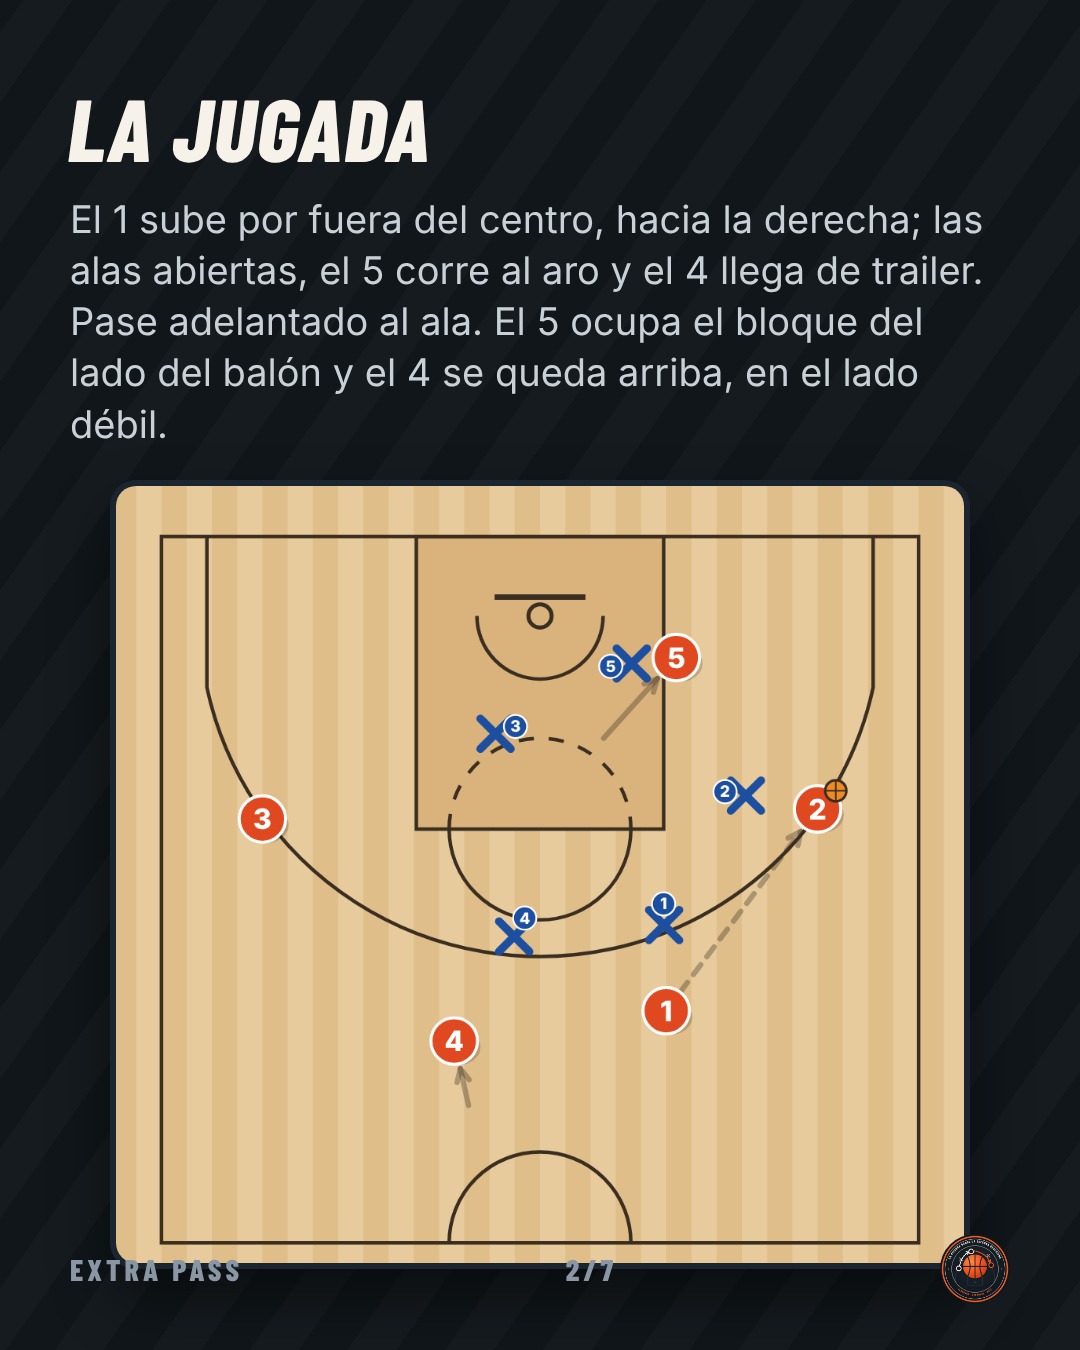 LA JUGADA
El 1 sube por fuera del centro, hacia la derecha; las
alas abiertas, el 5 corre al aro y el 4 llega de trailer.
Pase adelantado al ala. El 5 ocupa el bloque del
lado del balón y el 4 se queda arriba, en el lado
débil.
5 5
3
2 2
3
4 1
1
4
EXTRA PASS 2/7